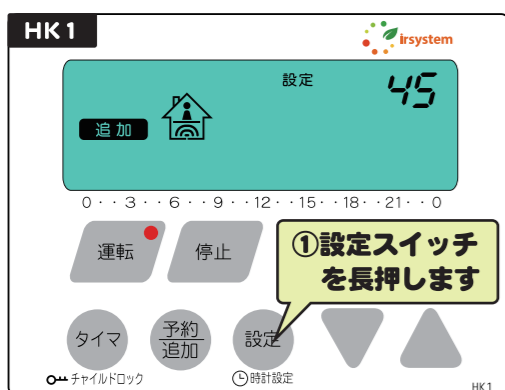 HK1
irsystem
設定
45
追加
0・・3・・6・・9・・12・・15・・18・・21・・0
運転
停止
①設定スイッチ
を長押します
タイマ
予約
追加
設定
チャイルドロック
時計設定
HK1